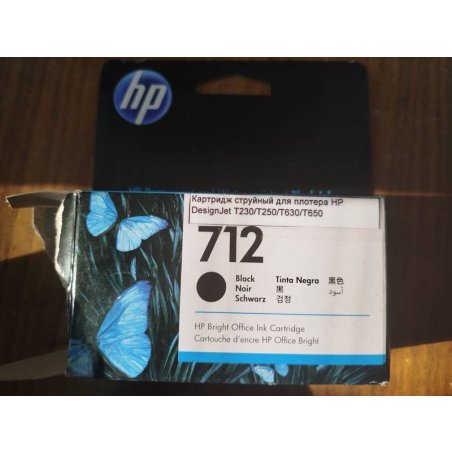 hp
Картридж струйный для плотера HP
DesignJet T230/T250/T630/T650
712
Black Tinta Negra 黑色
Noir 黒 أسود
Schwarz 검정
HP Bright Office Ink Cartridge
Cartouche d'encre HP Office Bright